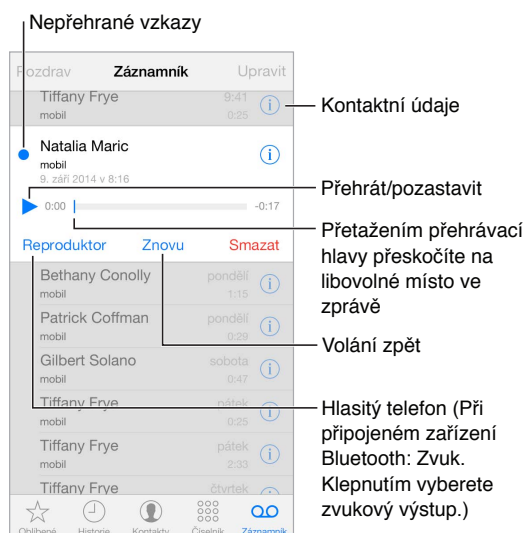 Nepřehrané vzkazy
Pozdrav Záznamník Upravit
Tiffany Frye 9:41
mobil 0:25
Kontaktní údaje
Natalia Maric
mobil
9. září 2014 v 8:16
Přehrát/pozastavit
0:00 -0:17
Přetažením přehrávací
hlavy přeskočíte na
libovolné místo ve
zprávě
Reproduktor Znovu Smazat
Bethany Conolly pondělí
mobil 1:15
Patrick Coffman pondělí
mobil 0:29
Volání zpět
Gilbert Solano sobota
mobil 0:47
Tiffany Frye pátek
mobil 0:25
Hlasitý telefon (Při
připojeném zařízení
Bluetooth: Zvuk.
Klepnutím vyberete
zvukový výstup.)
Tiffany Frye pátek
mobil 2:33
Tiffany Frye čtvrtek
Oblíbené Historie Kontakty Číselník Záznamník